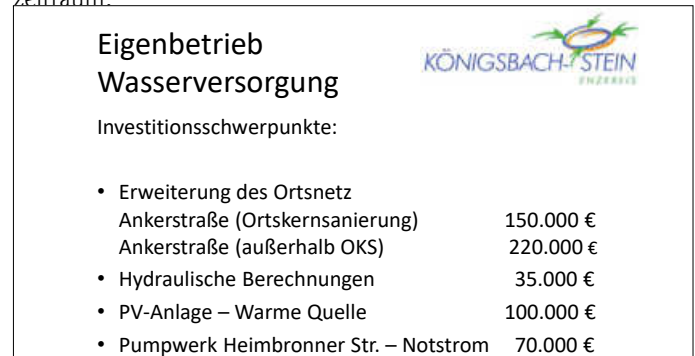 Eigenbetrieb
Wasserversorgung
KÖNIGSBACH-STEIN
ENZKREIS
Investitionsschwerpunkte:
• Erweiterung des Ortsnetz
Ankerstraße (Ortskernsanierung) 150.000 €
Ankerstraße (außerhalb OKS) 220.000 €
• Hydraulische Berechnungen 35.000 €
• PV-Anlage – Warme Quelle 100.000 €
• Pumpwerk Heimbronner Str. – Notstrom 70.000 €